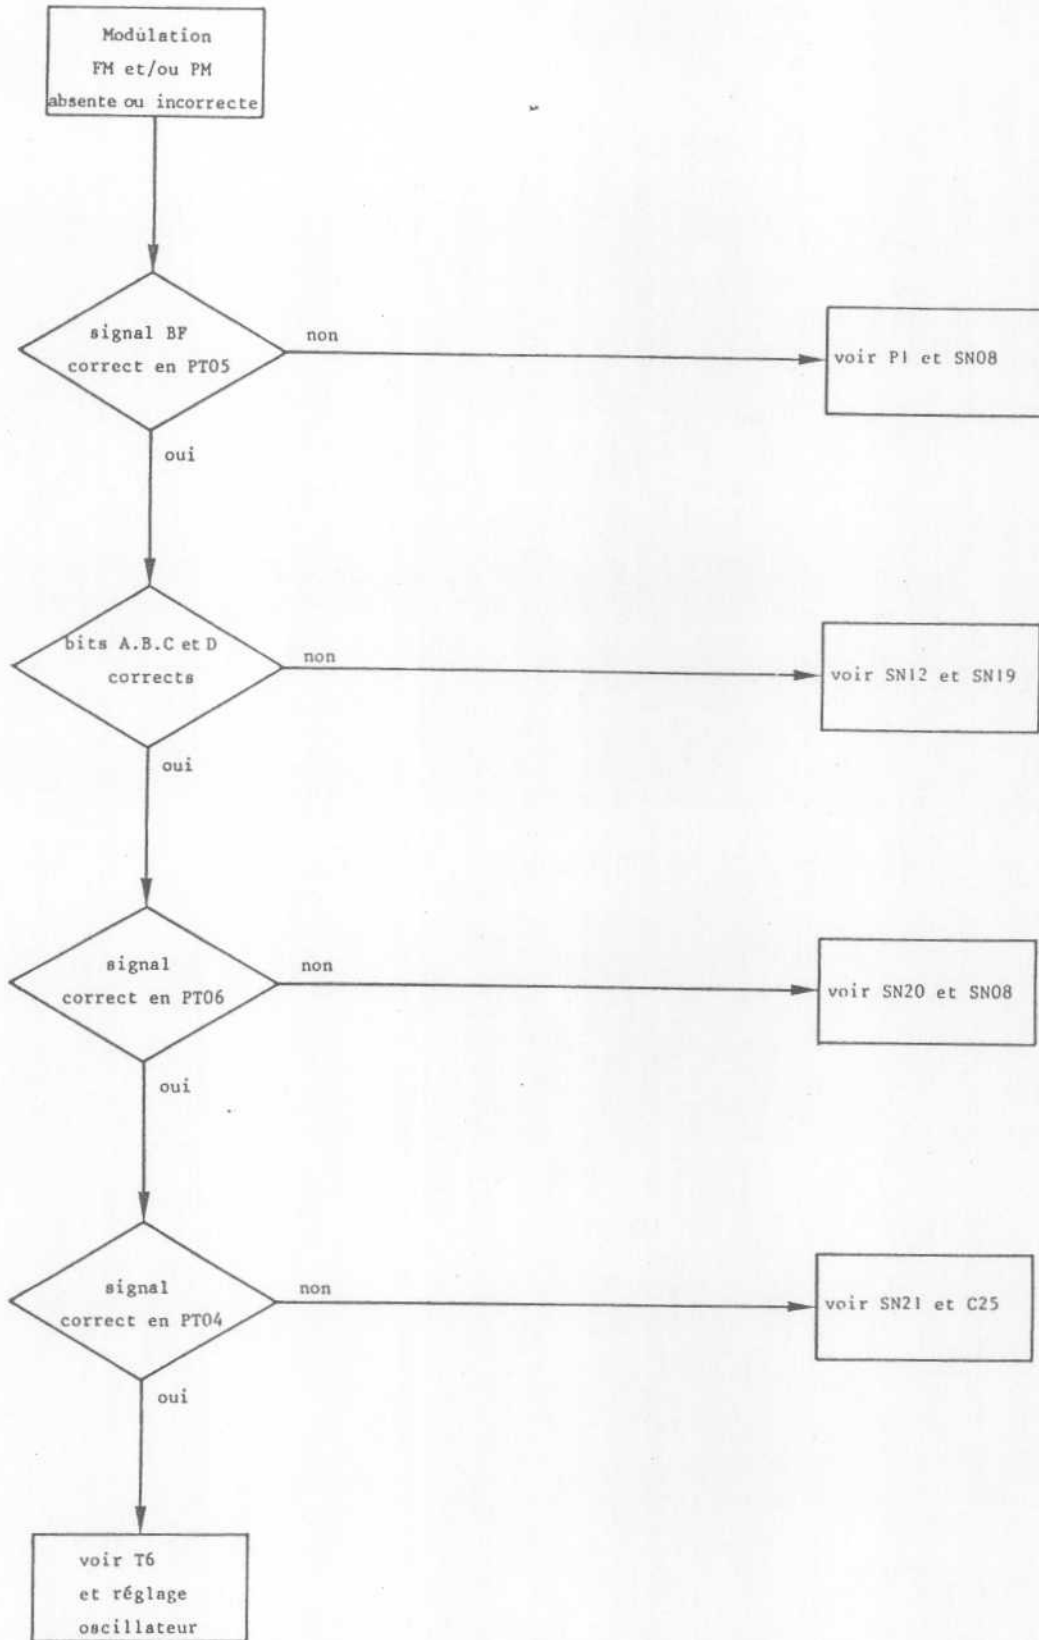 Modulation
FM et/ou PM
absente ou incorrecte
signal BF
correct en PT05
non
voir P1 et SN08
oui
bits A.B.C et D
corrects
non
voir SN12 et SN19
oui
signal
correct en PT06
non
voir SN20 et SN08
oui
signal
correct en PT04
non
voir SN21 et C25
oui
voir T6
et réglage
oscillateur